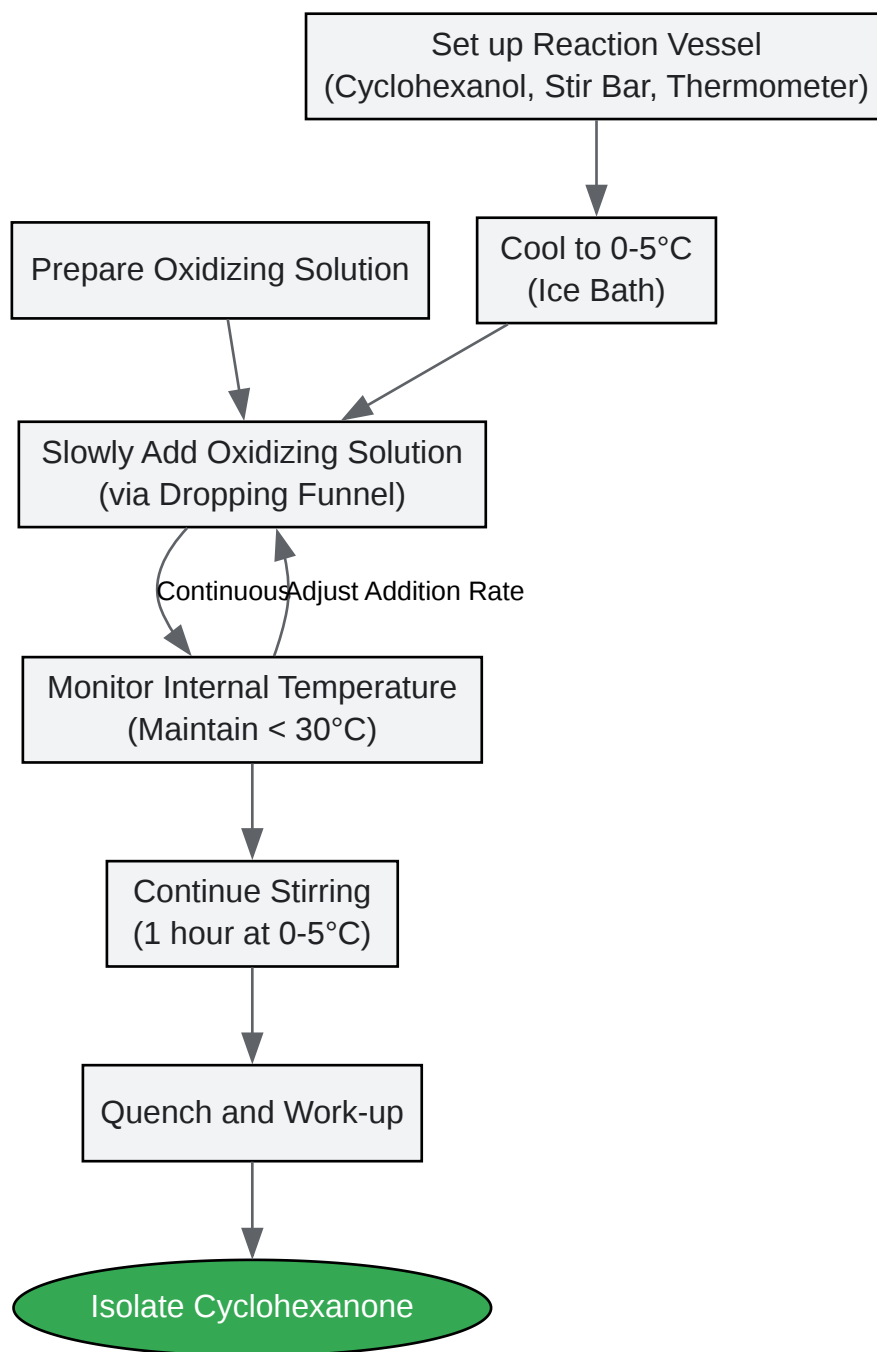 Set up Reaction Vessel
(Cyclohexanol, Stir Bar, Thermometer)
Prepare Oxidizing Solution
Cool to 0-5°C
(Ice Bath)
Slowly Add Oxidizing Solution
(via Dropping Funnel)
Continuous
Adjust Addition Rate
Monitor Internal Temperature
(Maintain < 30°C)
Continue Stirring
(1 hour at 0-5°C)
Quench and Work-up
Isolate Cyclohexanone